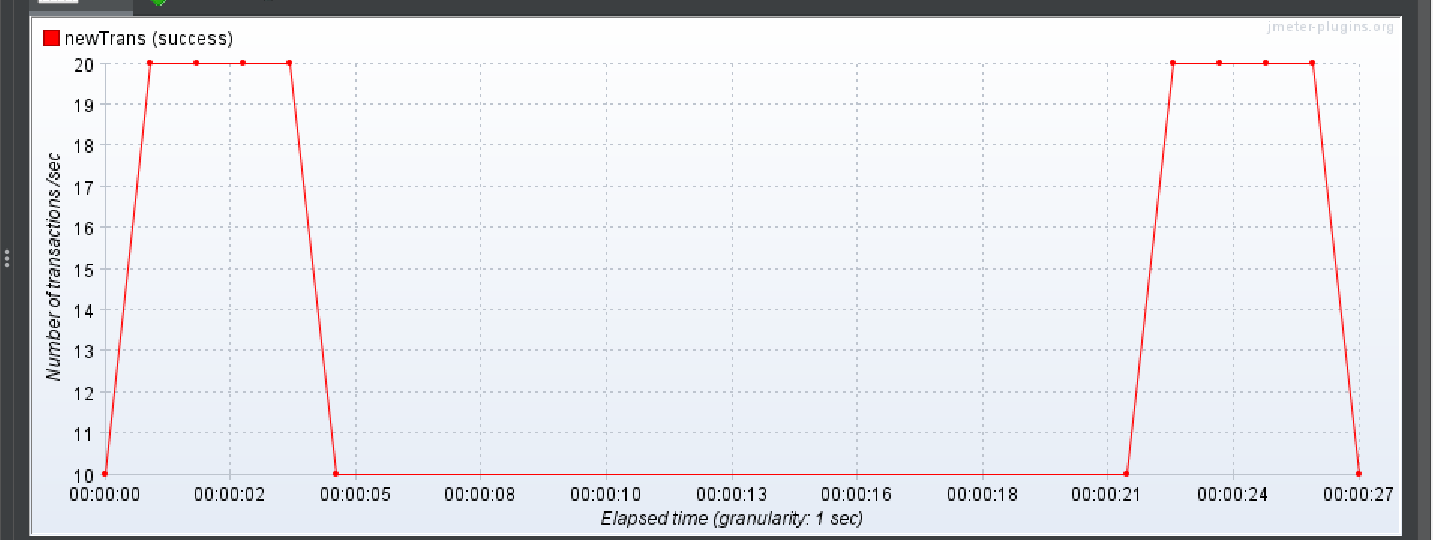 jmeter-plugins.org
newTrans (success)
20
19
18
17
16
15
14
13
12
11
10
Number of transactions /sec
00:00:00 00:00:02 00:00:05 00:00:08 00:00:10 00:00:13 00:00:16 00:00:18 00:00:21 00:00:24 00:00:27
Elapsed time (granularity: 1 sec)